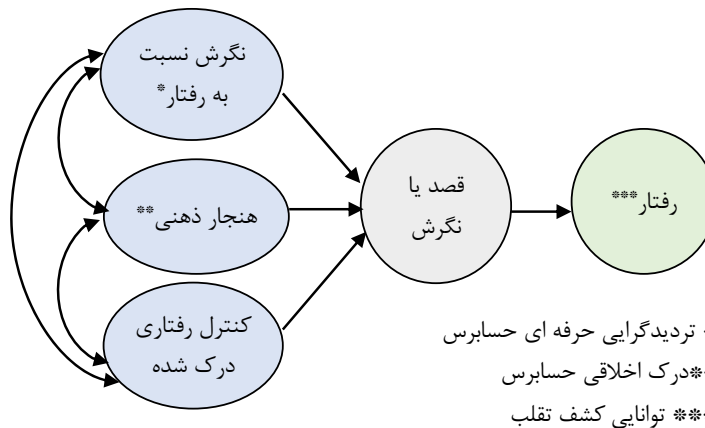 نگرش نسبت
به رفتار*
هنجار ذهنی**
کنترل رفتاری
درک شده
قصد یا
نگرش
رفتار***
* تردیدگرایی حرفه ای حسابرس
**درک اخلاقی حسابرس
*** توانایی کشف تقلب